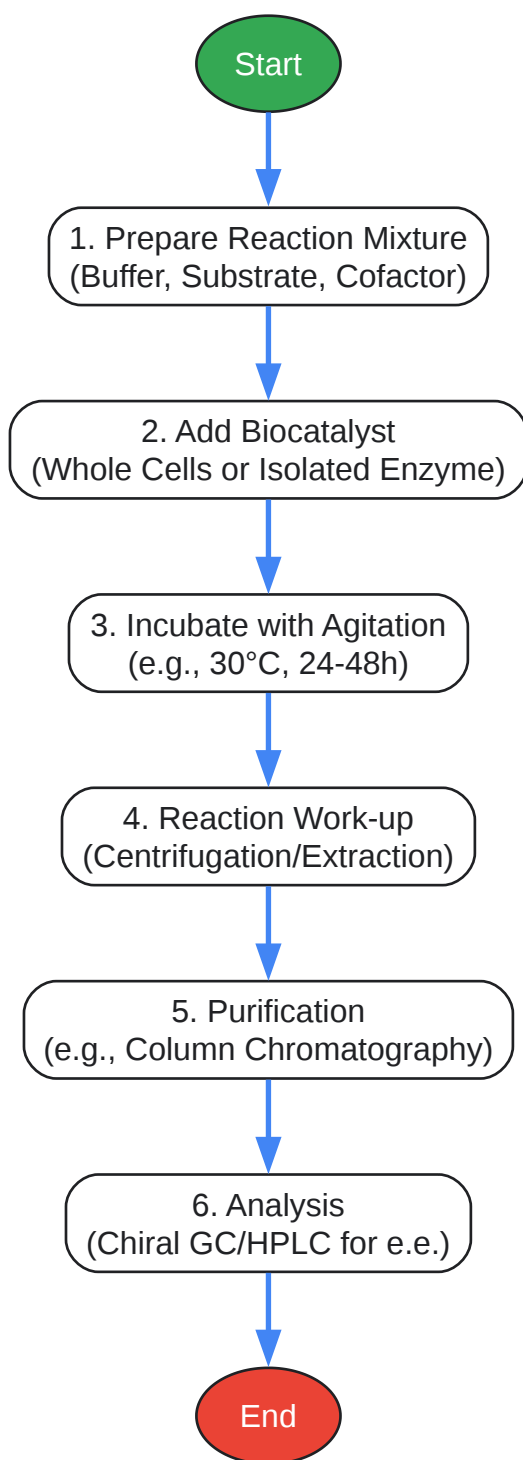 Start
1. Prepare Reaction Mixture
(Buffer, Substrate, Cofactor)
2. Add Biocatalyst
(Whole Cells or Isolated Enzyme)
3. Incubate with Agitation
(e.g., 30°C, 24-48h)
4. Reaction Work-up
(Centrifugation/Extraction)
5. Purification
(e.g., Column Chromatography)
6. Analysis
(Chiral GC/HPLC for e.e.)
End